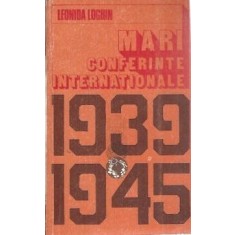 LEONIDA LOGHIN
MARI
CONFERINTE
INTERNATIONALE
1939
1945